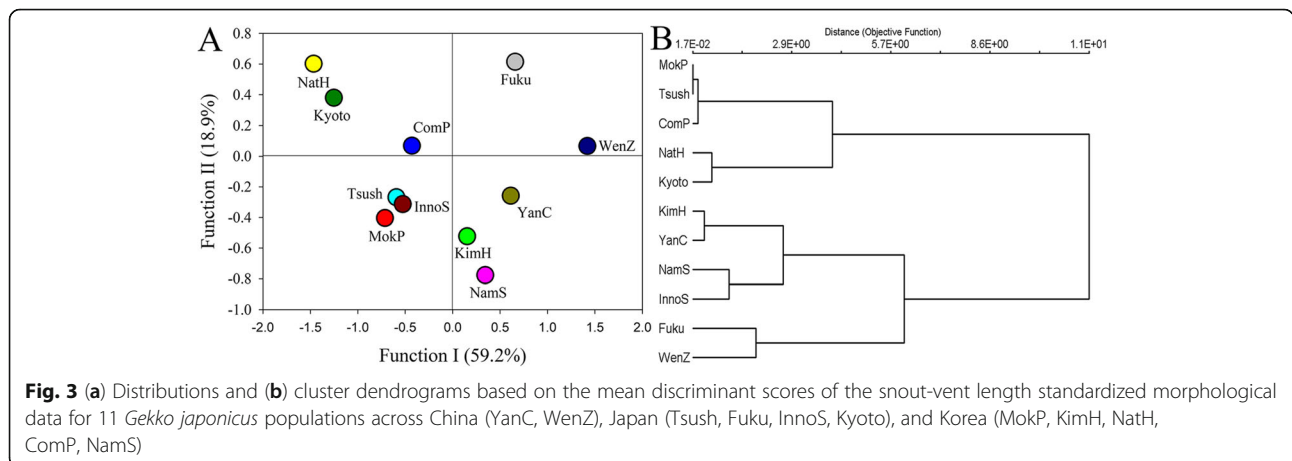 A
0.8
0.6
0.4
0.2
0.0
-0.2
-0.4
-0.6
-0.8
-1.0
Function II (18.9%)
NatH
Kyoto
ComP
Fuku
WenZ
Tsush
InnoS
MokP
YanC
KimH
NamS
-2.0 -1.5 -1.0 -0.5 0.0 0.5 1.0 1.5 2.0
Function I (59.2%)
B
Distance (Objective Function)
1.7E-02 2.9E+00 5.7E+00 8.6E+00 1.1E+01
MokP
Tsush
ComP
NatH
Kyoto
KimH
YanC
NamS
InnoS
Fuku
WenZ
Fig. 3 (a) Distributions and (b) cluster dendrograms based on the mean discriminant scores of the snout-vent length standardized morphological
data for 11 Gekko japonicus populations across China (YanC, WenZ), Japan (Tsush, Fuku, InnoS, Kyoto), and Korea (MokP, KimH, NatH,
ComP, NamS)